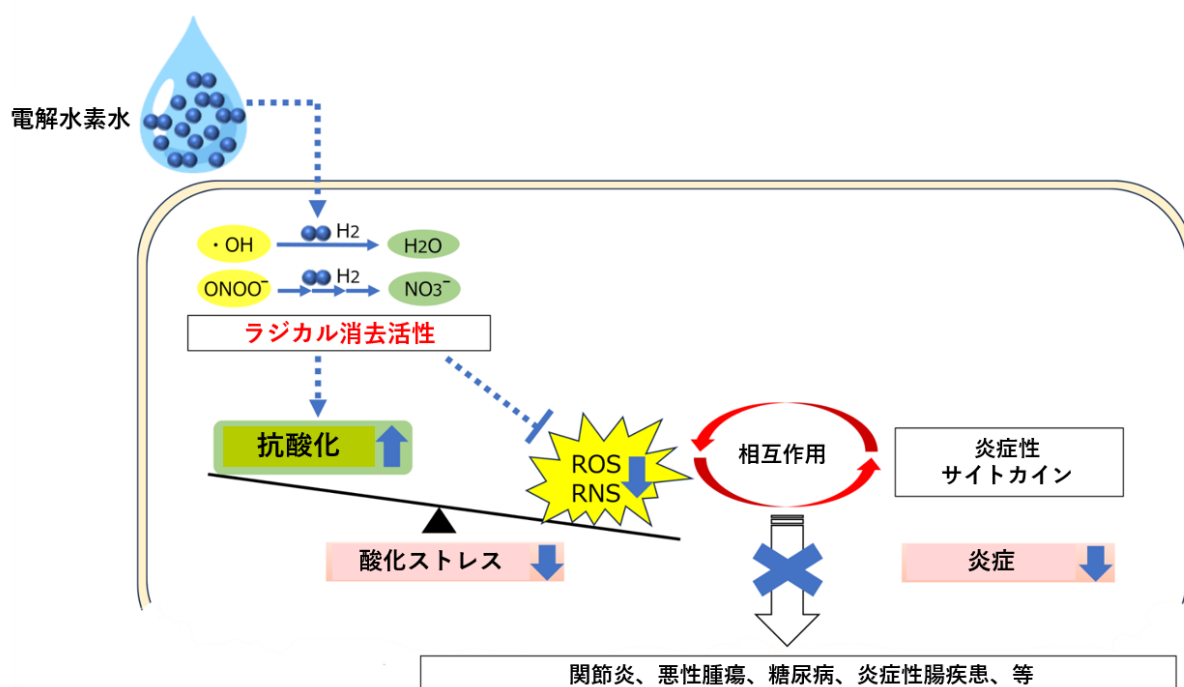 電解水素水
・OH H2 H2O
ONOO⁻ H2 NO3⁻
ラジカル消去活性
抗酸化
ROS
RNS
相互作用
炎症性
サイトカイン
酸化ストレス
炎症
関節炎、悪性腫瘍、糖尿病、炎症性腸疾患、等